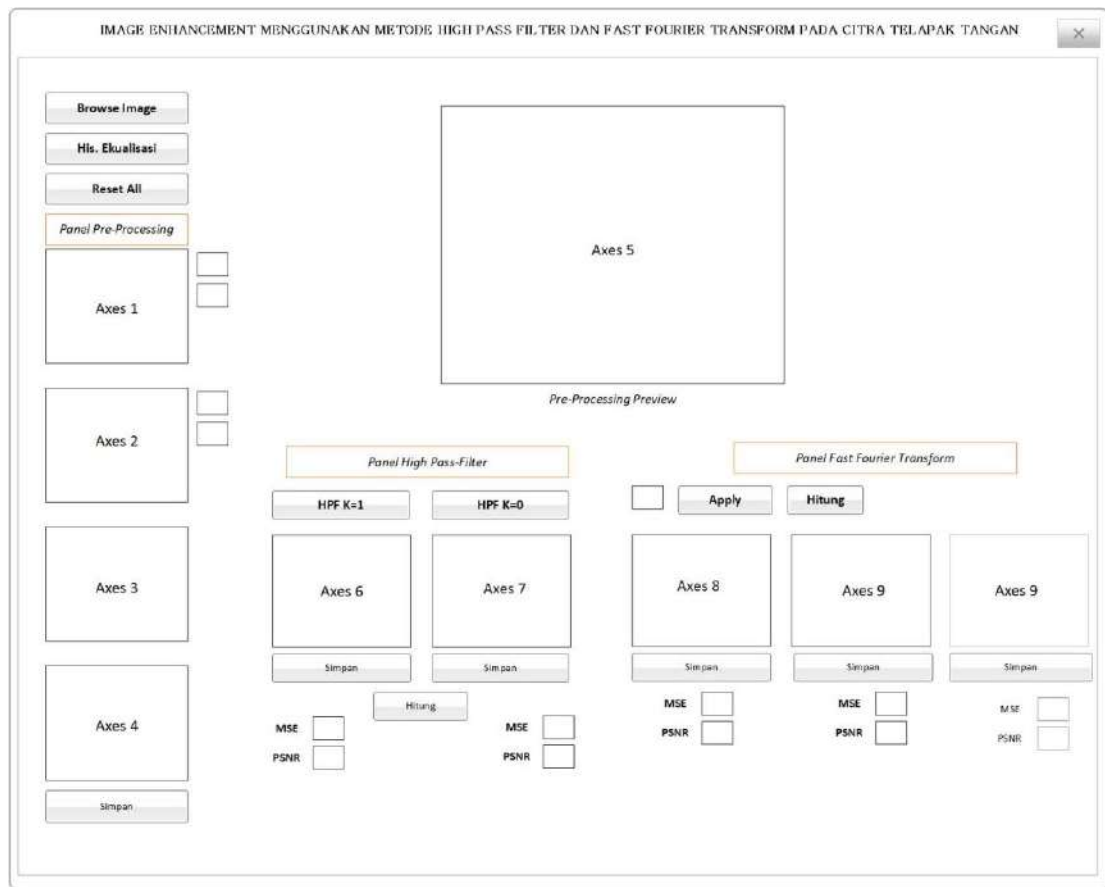 IMAGE ENHANCEMENT MENGGUNAKAN METODE HIGH PASS FILTER DAN FAST FOURIER TRANSFORM PADA CITRA TELAPAK TANGAN
Browse Image
His. Ekualisasi
Reset All
Panel Pre-Processing
Axes 1
Axes 2
Axes 3
Axes 4
Simpan
Axes 5
Pre-Processing Preview
Panel High Pass-Filter
HPF K=1
HPF K=0
Axes 6
Axes 7
Simpan
Simpan
Hitung
MSE
PSNR
MSE
PSNR
Panel Fast Fourier Transform
Apply
Hitung
Axes 8
Axes 9
Axes 9
Simpan
Simpan
Simpan
MSE
PSNR
MSE
PSNR
MSE
PSNR